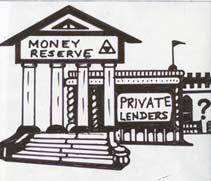 MONEY
RESERVE
PRIVATE
LENDERS
?